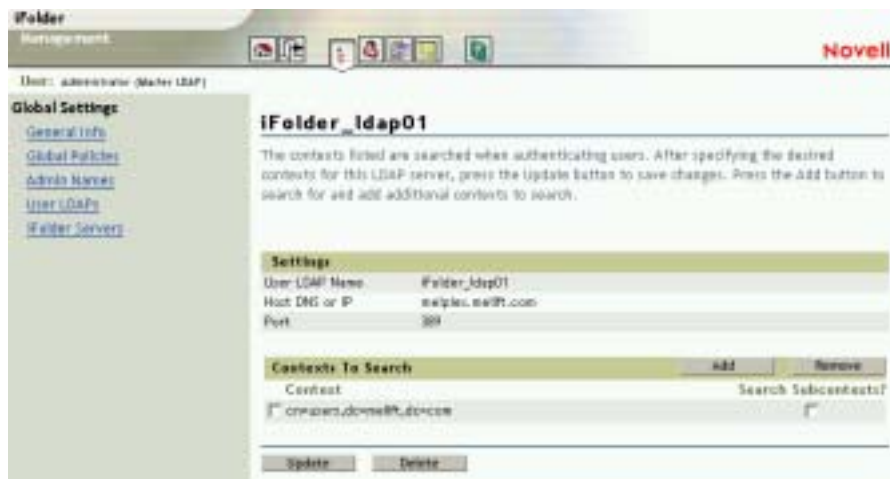 iFolder
Management
Novell
User: administrator (Master LDAP)
Global Settings
General Info
Global Policies
Admin Names
User LDAPs
iFolder Servers
iFolder_ldap01
The contexts listed are searched when authenticating users. After specifying the desired
contexts for this LDAP server, press the Update button to save changes. Press the Add button to
search for and add additional contexts to search.
Settings
User LDAP Name iFolder_ldap01
Host DNS or IP
Port 389
Contexts To Search Add Remove
Context Search Subcontexts?
Update Delete